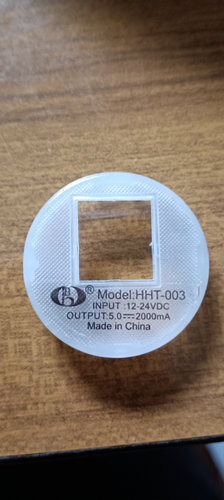 ® Model:HHT-003
INPUT :12-24VDC
OUTPUT:5.0⎓2000mA
Made in China